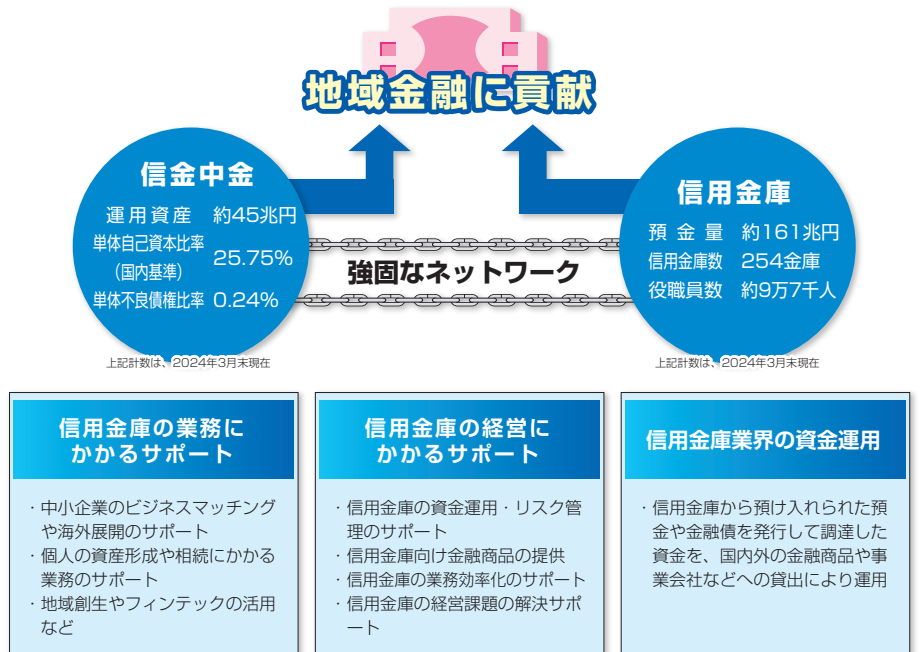 地域金融に貢献
信金中金
運用資産 約45兆円
単体自己資本比率
（国内基準） 25.75%
単体不良債権比率 0.24%
上記計数は、2024年3月末現在
強固なネットワーク
信用金庫
預金量 約161兆円
信用金庫数 254金庫
役職員数 約9万7千人
上記計数は、2024年3月末現在
信用金庫の業務に
かかるサポート
・中小企業のビジネスマッチング
や海外展開のサポート
・個人の資産形成や相続にかかる
業務のサポート
・地域創生やフィンテックの活用
など
信用金庫の経営に
かかるサポート
・信用金庫の資金運用・リスク管
理のサポート
・信用金庫向け金融商品の提供
・信用金庫の業務効率化のサポート
・信用金庫の経営課題の解決サポ
ート
信用金庫業界の資金運用
・信用金庫から預け入れられた預
金や金融債を発行して調達した
資金を、国内外の金融商品や事
業会社などへの貸出により運用